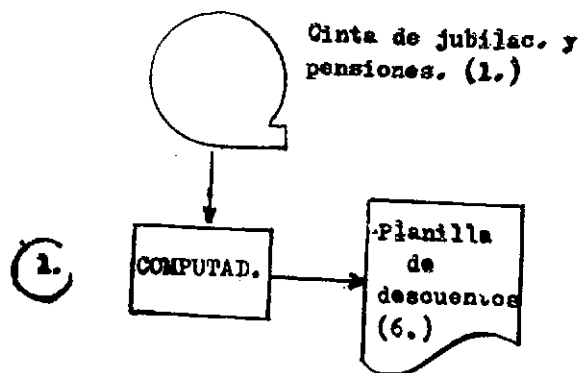 Cinta de jubilac. y
pensiones. (1.)
1.
COMPUTAD.
Planilla
de
descuentos
(6.)